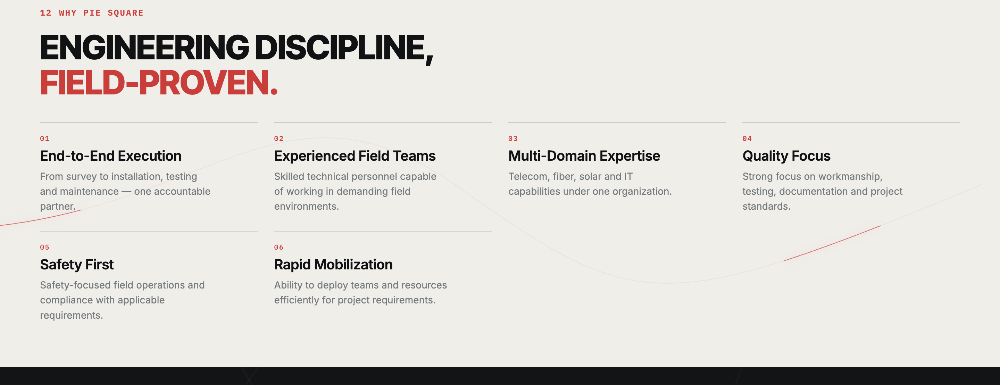 12 WHY PIE SQUARE
ENGINEERING DISCIPLINE,
FIELD-PROVEN.
01
End-to-End Execution
From survey to installation, testing
and maintenance — one accountable
partner.
02
Experienced Field Teams
Skilled technical personnel capable
of working in demanding field
environments.
03
Multi-Domain Expertise
Telecom, fiber, solar and IT
capabilities under one organization.
04
Quality Focus
Strong focus on workmanship,
testing, documentation and project
standards.
05
Safety First
Safety-focused field operations and
compliance with applicable
requirements.
06
Rapid Mobilization
Ability to deploy teams and resources
efficiently for project requirements.